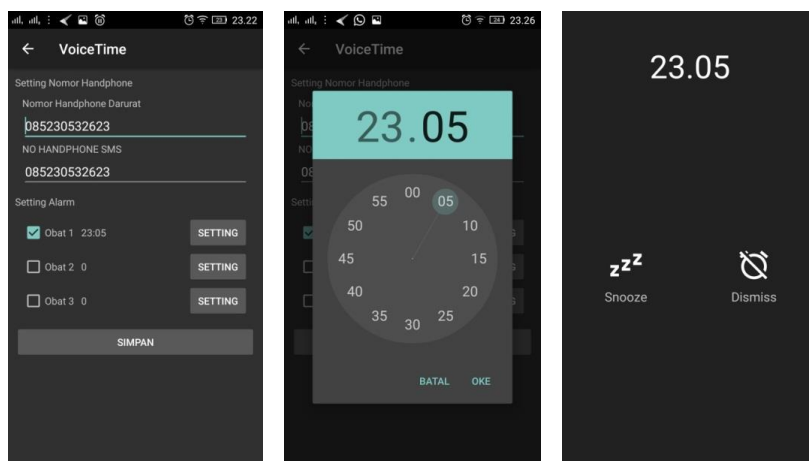 23.22
VoiceTime
Setting Nomor Handphone
Nomor Handphone Darurat
085230532623
NO HANDPHONE SMS
085230532623
Setting Alarm
Obat 1 23:05 SETTING
Obat 2 0 SETTING
Obat 3 0 SETTING
SIMPAN
23.26
VoiceTime
Setting Nomor Handphone
23.05
00
05
10
15
20
25
30
35
40
45
50
55
BATAL OKE
23.05
zzz
Snooze Dismiss